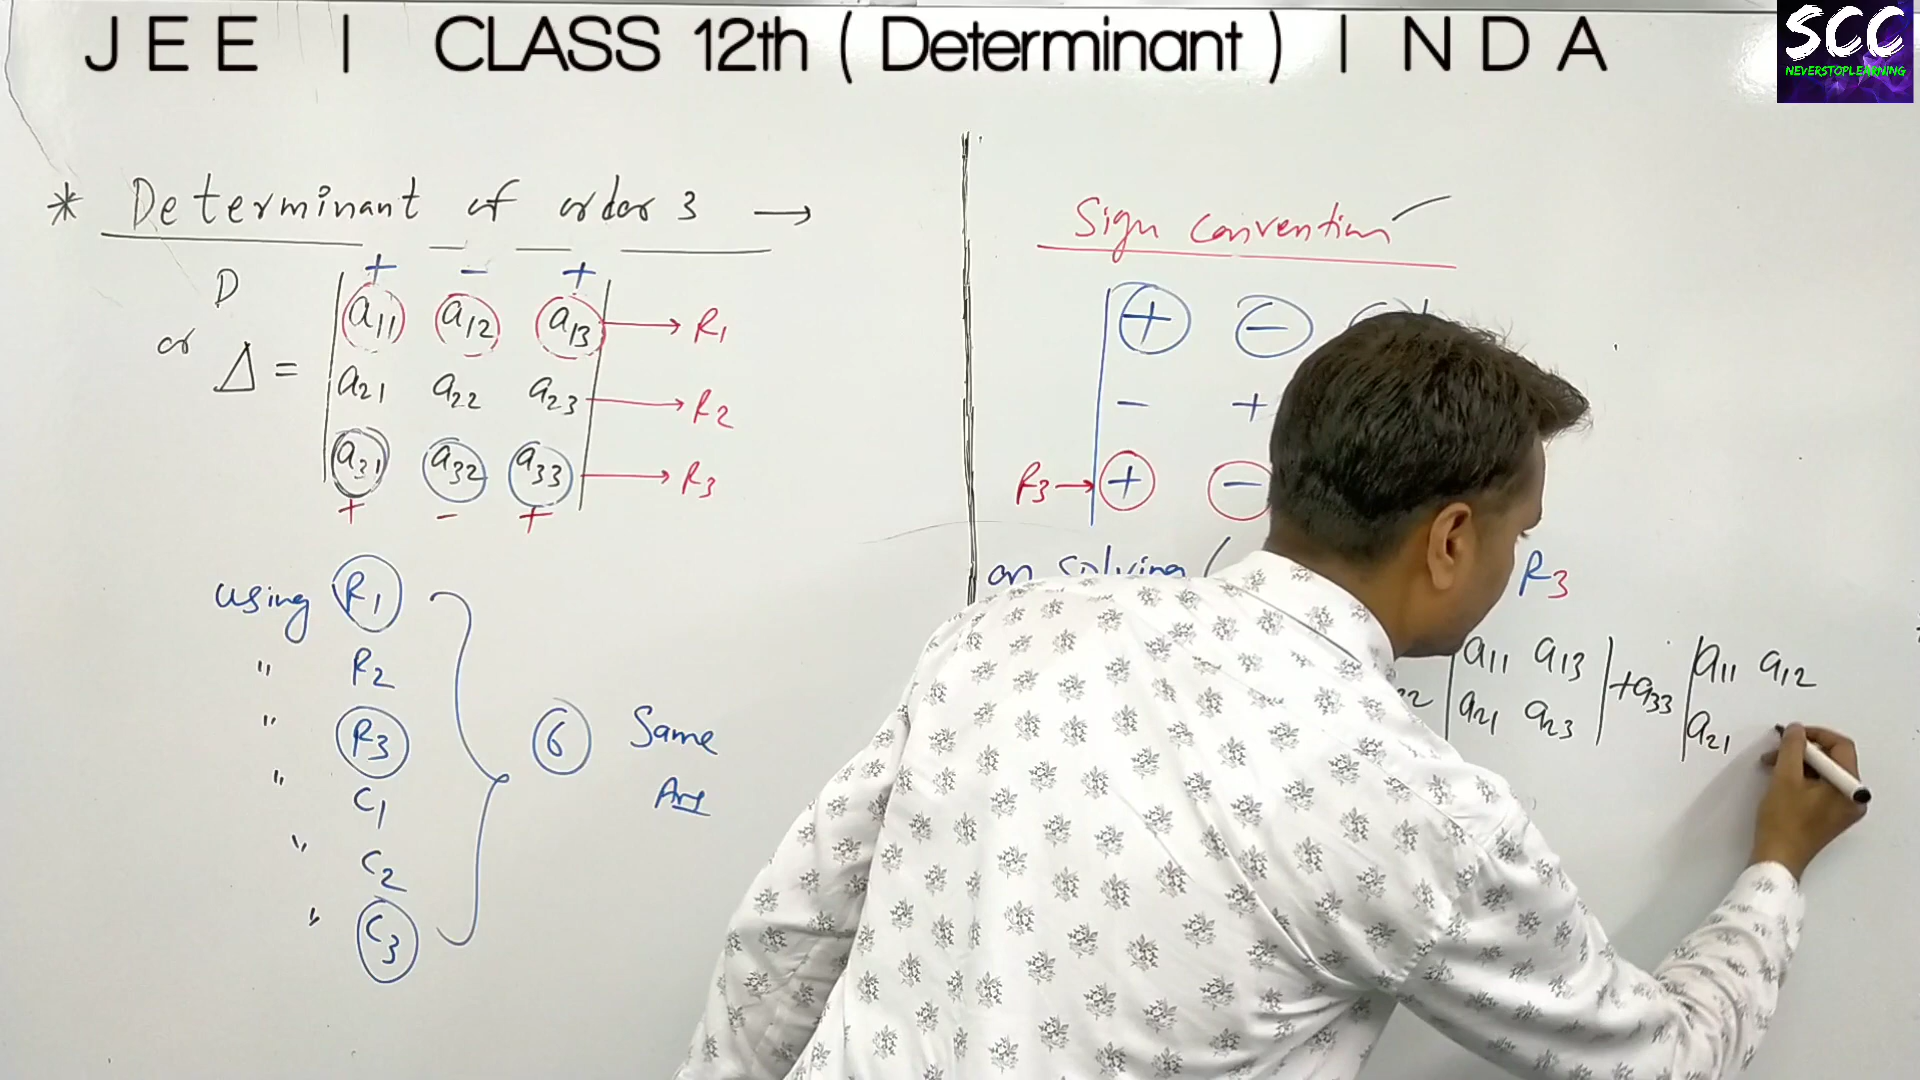 JEE | CLASS 12th ( Determinant ) | NDA
SCC
NEVERSTOPLEARNING
* Determinant of order 3 →
D
or Δ =
+ - +
a11 a12 a13 → R1
a21 a22 a23 → R2
a31 a32 a33 → R3
+ - +
using R1
" R2
" R3
" C1
" C2
" C3
6 Same
Ans
Sign Convention
+ -
- +
R3 → + -
on solving R3
a11 a13 + a33 a11 a12
a21 a23 a21